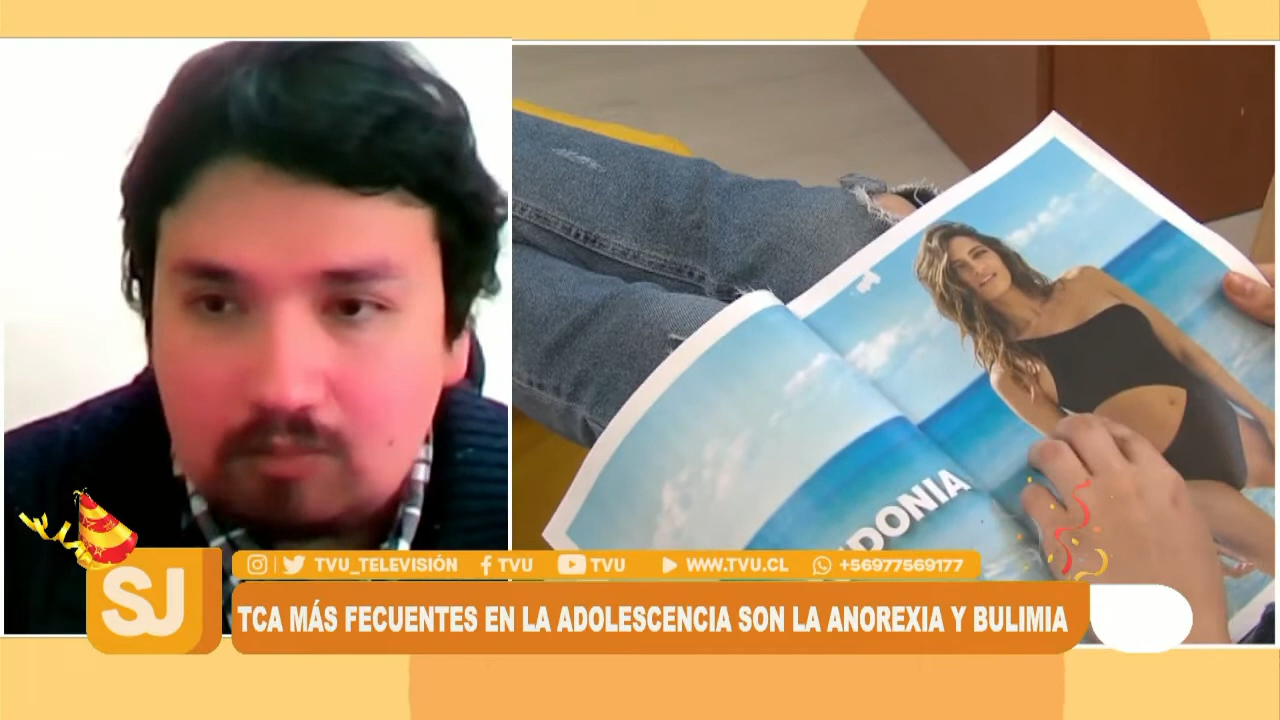 DONIA
SJ
TVU_TELEVISIÓN TVU TVU WWW.TVU.CL +56977569177
TCA MÁS FECUENTES EN LA ADOLESCENCIA SON LA ANOREXIA Y BULIMIA